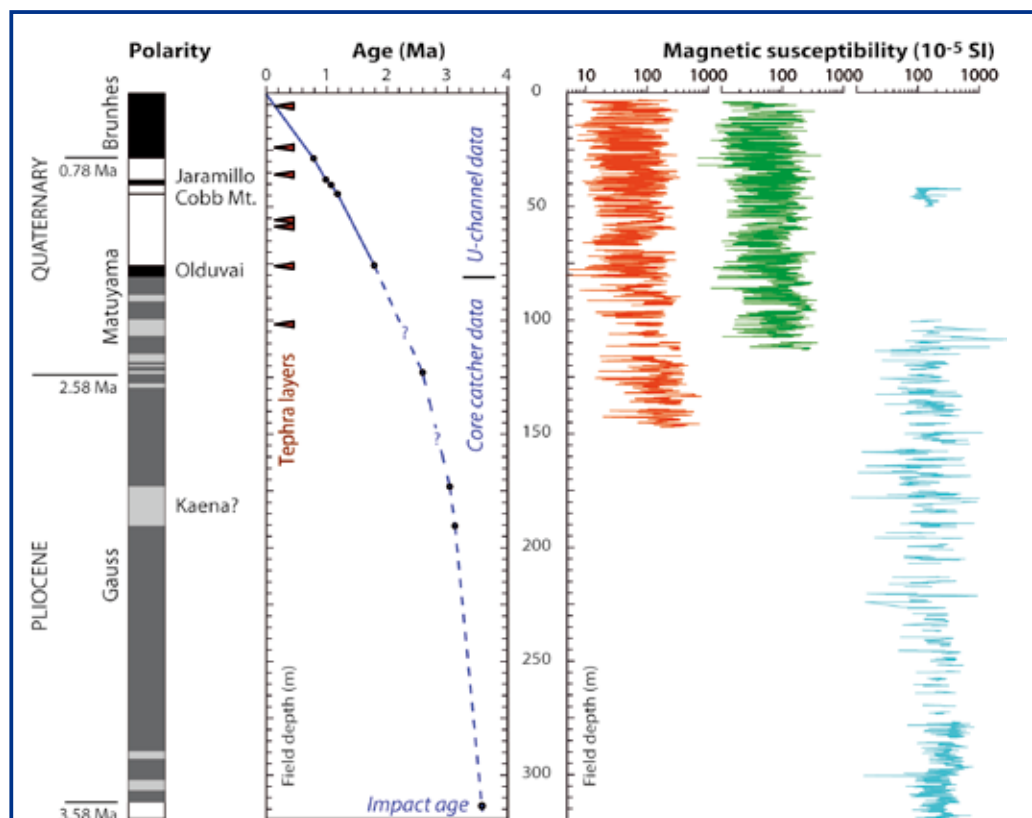 Polarity
Age (Ma)
Magnetic susceptibility (10-5 SI)
0 1 2 3 4
10 100 1000
100 1000
100 1000
QUATERNARY
PLIOCENE
Brunhes
Matuyama
Gauss
0.78 Ma
2.58 Ma
3.58 Ma
Jaramillo
Cobb Mt.
Olduvai
Kaena?
Tephra layers
?
?
U-channel data
Core catcher data
Field depth (m)
Impact age
0
50
100
150
200
250
300
Field depth (m)